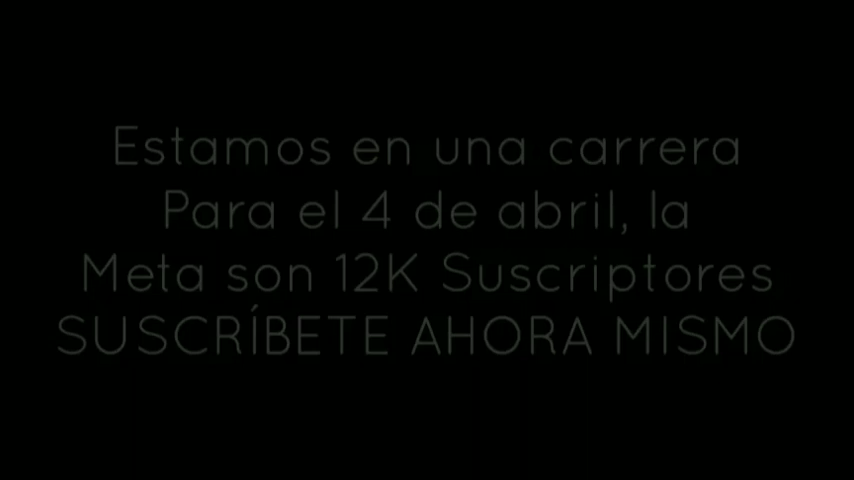 Estamos en una carrera
Para el 4 de abril, la
Meta son 12K Suscriptores
SUSCRÍBETE AHORA MISMO